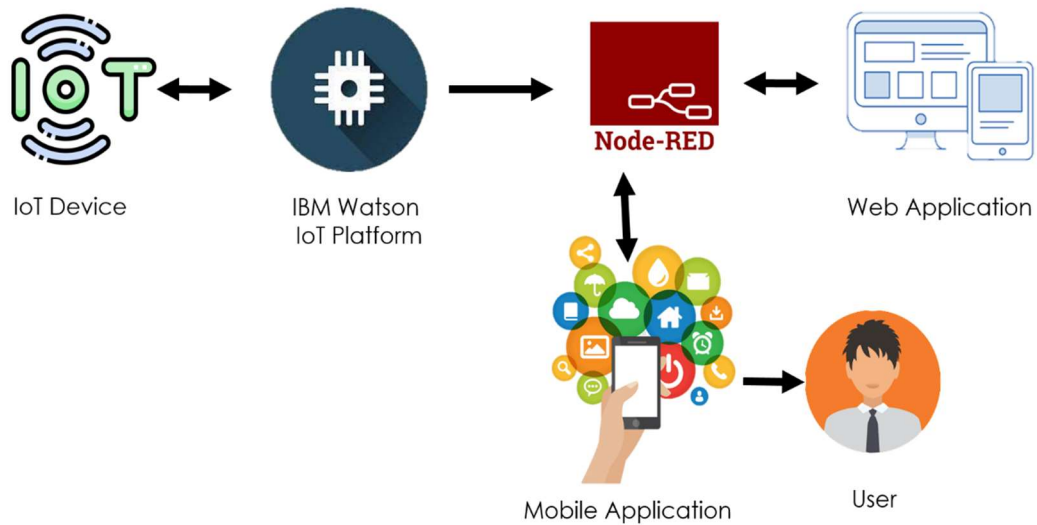 IoT
Node-RED
IoT Device
IBM Watson
IoT Platform
Web Application
Mobile Application
User